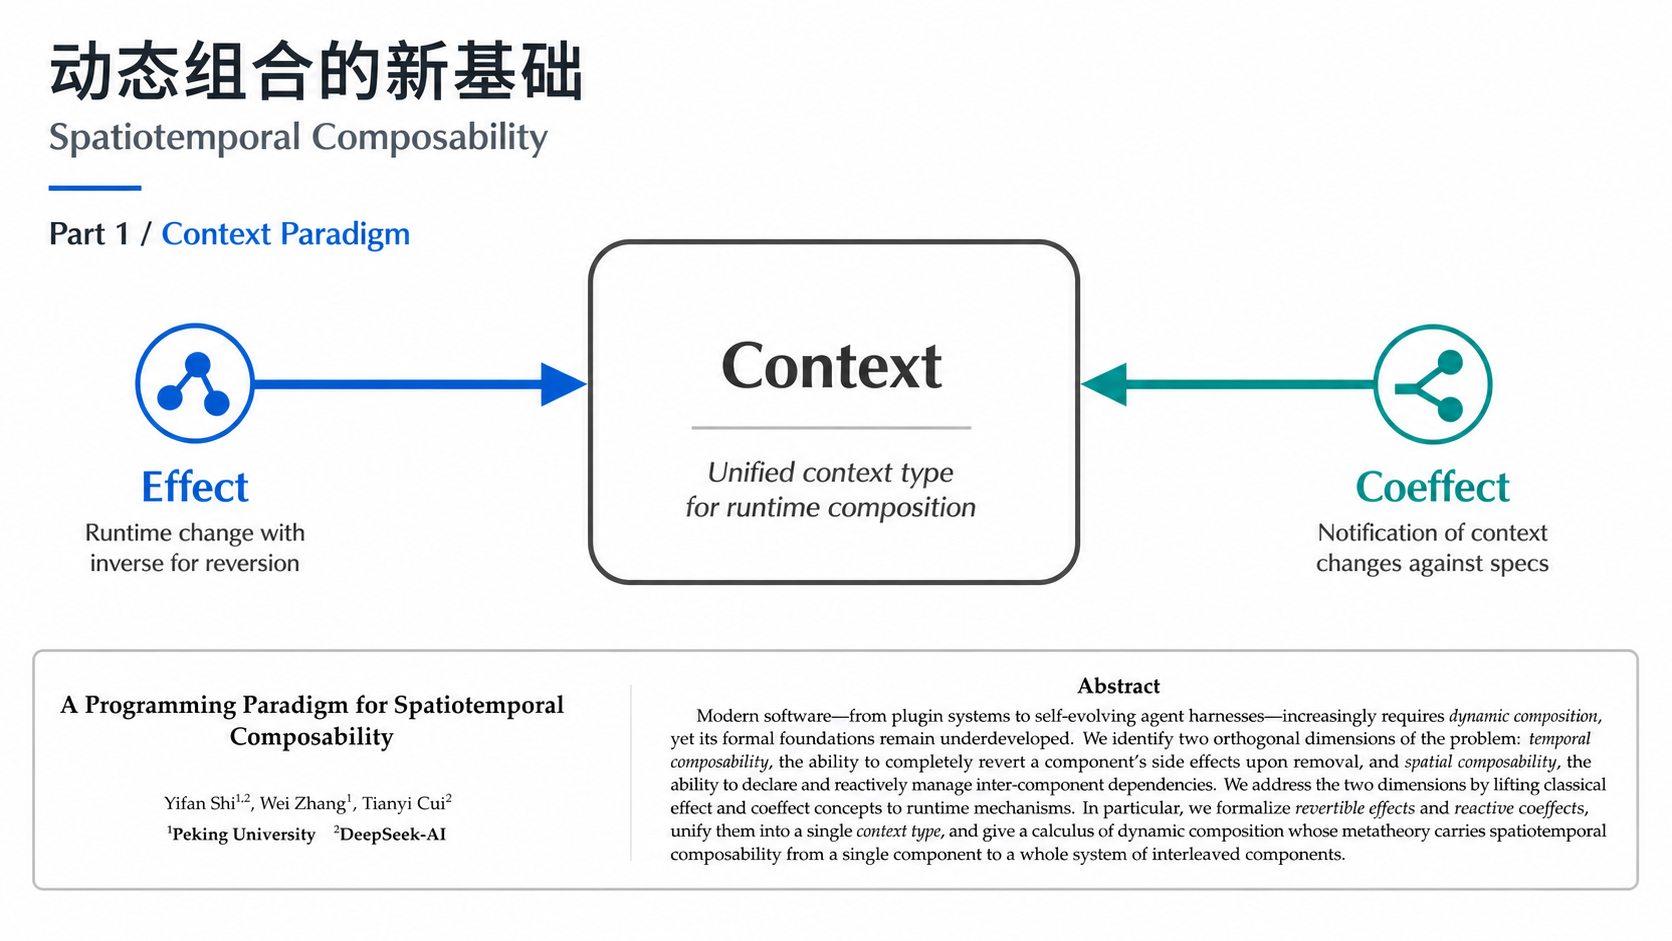 动态组合的新基础
Spatiotemporal Composability
Part 1 / Context Paradigm
Effect
Runtime change with
inverse for reversion
Context
Unified context type
for runtime composition
Coeffect
Notification of context
changes against specs
A Programming Paradigm for Spatiotemporal
Composability
Yifan Shi1,2, Wei Zhang1, Tianyi Cui2
1Peking University 2DeepSeek-AI
Abstract
Modern software—from plugin systems to self-evolving agent harnesses—increasingly requires dynamic composition,
yet its formal foundations remain underdeveloped. We identify two orthogonal dimensions of the problem: temporal
composability, the ability to completely revert a component's side effects upon removal, and spatial composability, the
ability to declare and reactively manage inter-component dependencies. We address the two dimensions by lifting classical
effect and coeffect concepts to runtime mechanisms. In particular, we formalize revertible effects and reactive coeffects,
unify them into a single context type, and give a calculus of dynamic composition whose metatheory carries spatiotemporal
composability from a single component to a whole system of interleaved components.